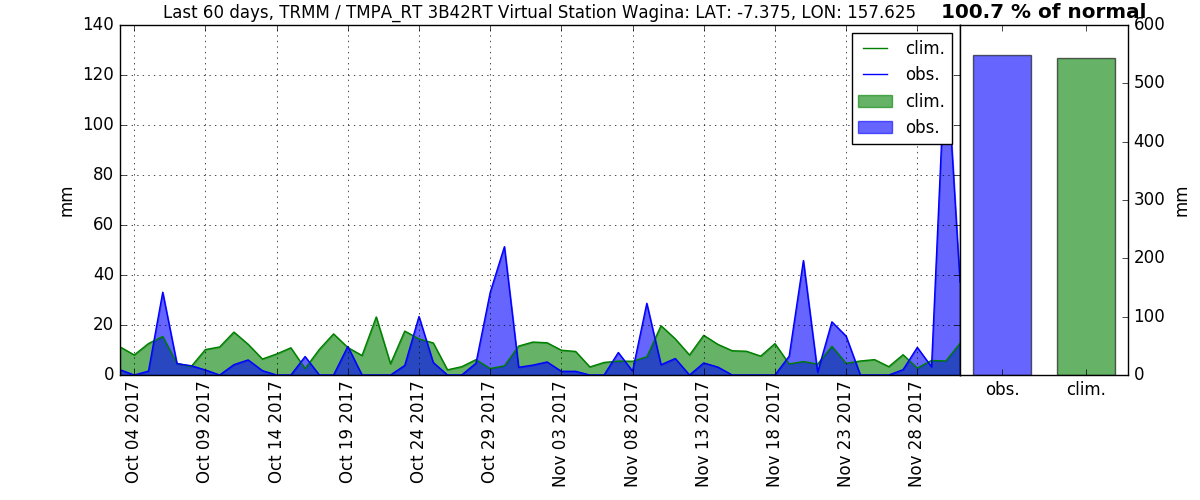 Last 60 days, TRMM / TMPA_RT 3B42RT Virtual Station Wagina: LAT: -7.375, LON: 157.625
100.7 % of normal
140
120
100
80
60
40
20
0
mm
clim.
obs.
clim.
obs.
600
500
400
300
200
100
0
mm
Oct 04 2017
Oct 09 2017
Oct 14 2017
Oct 19 2017
Oct 24 2017
Oct 29 2017
Nov 03 2017
Nov 08 2017
Nov 13 2017
Nov 18 2017
Nov 23 2017
Nov 28 2017
obs.
clim.